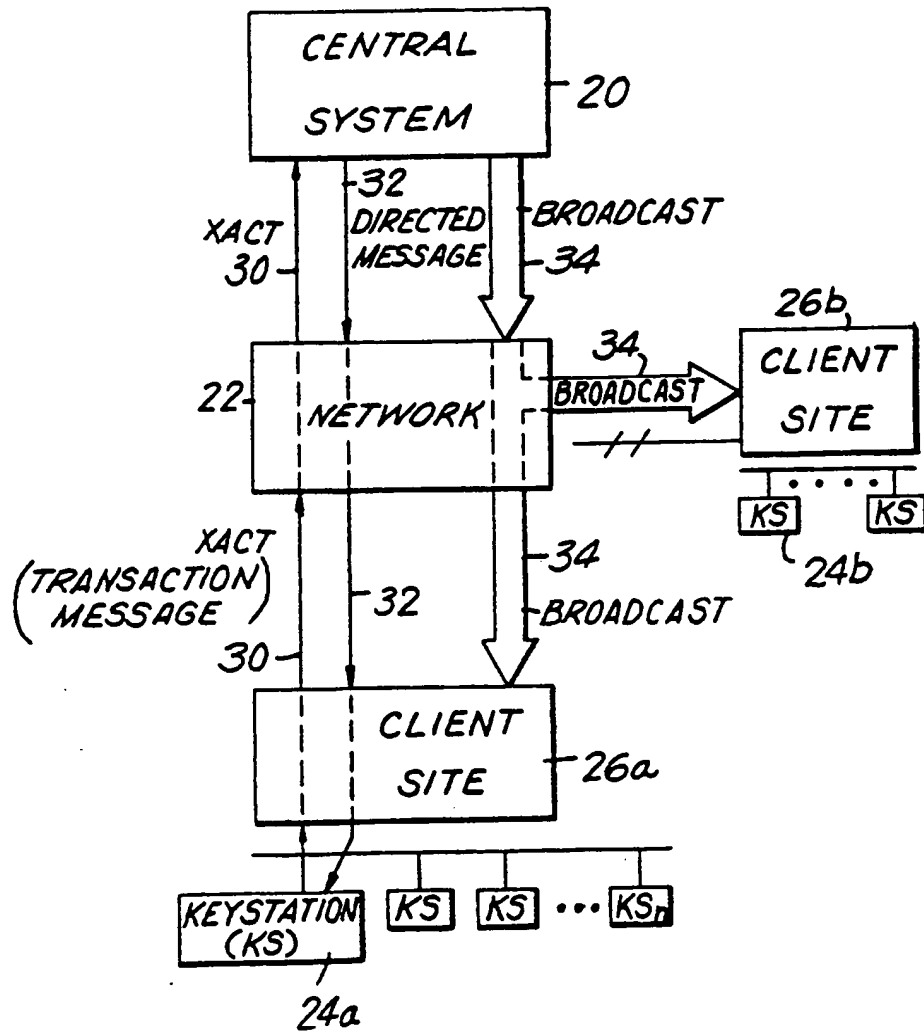 CENTRAL
SYSTEM
20
32
DIRECTED
MESSAGE
BROADCAST
34
XACT
30
26b
CLIENT
SITE
34
BROADCAST
22
NETWORK
KS
KS
24b
XACT
(TRANSACTION
MESSAGE)
30
32
34
BROADCAST
CLIENT
SITE
26a
KEYSTATION
(KS)
KS
KS
KSn
24a